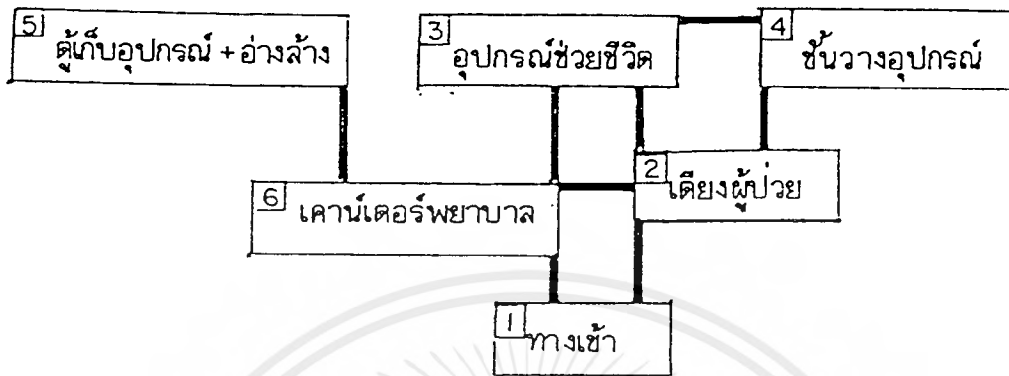 5 ตู้เก็บอุปกรณ์ + อ่างล้าง
3 อุปกรณ์ช่วยชีวิต
4 ชั้นวางอุปกรณ์
6 เคาน์เตอร์พยาบาล
2 เตียงผู้ป่วย
1 ทางเข้า